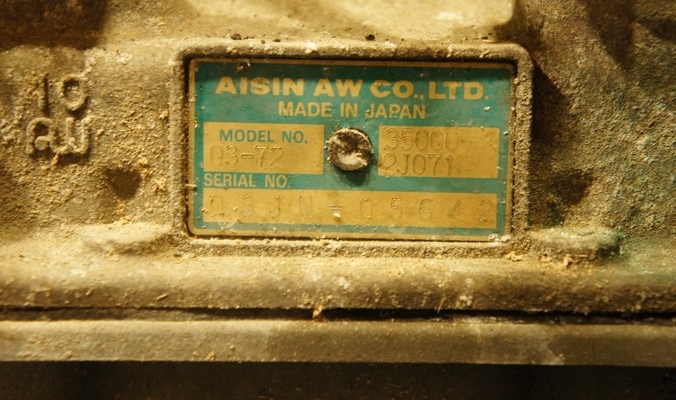 10
AW
AISIN AW CO., LTD.
MADE IN JAPAN
MODEL NO.
03-72
35000
2J071
SERIAL NO.